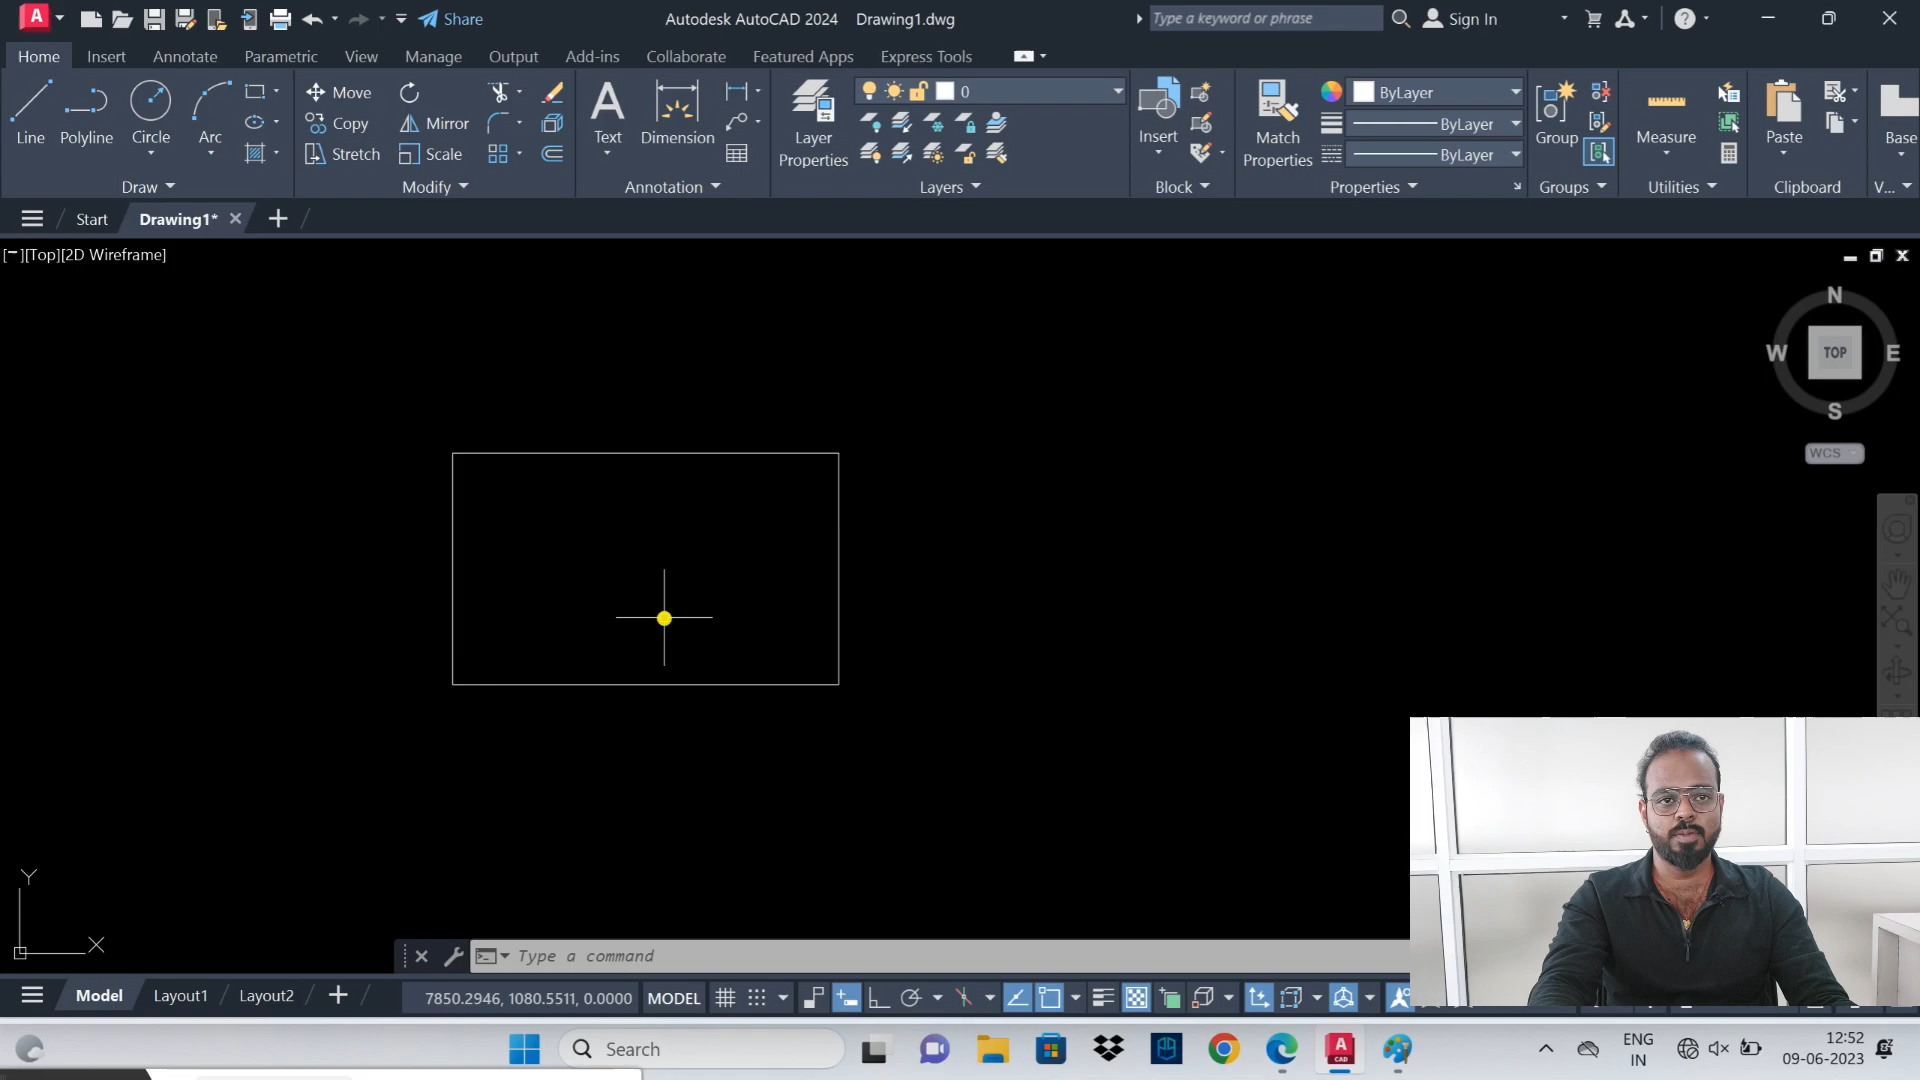 A Share Autodesk AutoCAD 2024 Drawing1.dwg Type a keyword or phrase Sign In ?
Home Insert Annotate Parametric View Manage Output Add-ins Collaborate Featured Apps Express Tools
Line Polyline Circle Arc
Draw
Move
Copy Mirror
Stretch Scale
Modify
A
Text Dimension
Annotation
Layer
Properties
0
Layers
Insert
Block
Match
Properties
ByLayer
ByLayer
ByLayer
Properties
Group
Groups
Measure
Utilities
Paste
Clipboard
Base
V...
Start Drawing1*
[−][Top][2D Wireframe]
N
W TOP E
S
WCS
Y
X
Type a command
Model Layout1 Layout2 7850.2946, 1080.5511, 0.0000 MODEL
Search
A
CAD
ENG
IN
12:52
09-06-2023